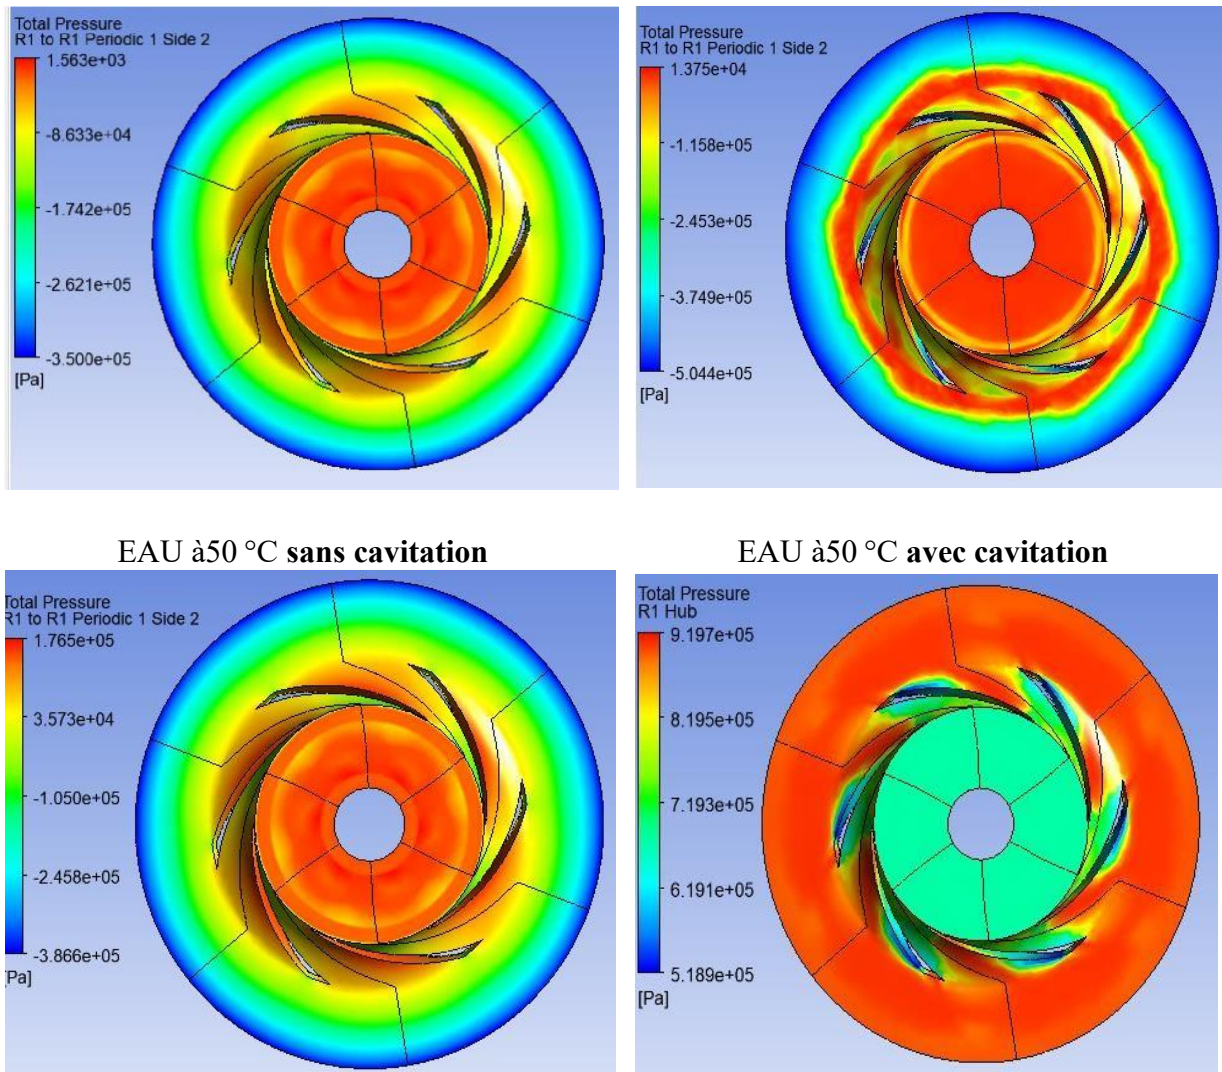 Total Pressure
R1 to R1 Periodic 1 Side 2
1.563e+03
-8.633e+04
-1.742e+05
-2.621e+05
-3.500e+05
[Pa]
Total Pressure
R1 to R1 Periodic 1 Side 2
1.375e+04
-1.158e+05
-2.453e+05
-3.749e+05
-5.044e+05
[Pa]
EAU à50 °C sans cavitation
EAU à50 °C avec cavitation
Total Pressure
R1 to R1 Periodic 1 Side 2
1.765e+05
3.573e+04
-1.050e+05
-2.458e+05
-3.866e+05
[Pa]
Total Pressure
R1 Hub
9.197e+05
8.195e+05
7.193e+05
6.191e+05
5.189e+05
[Pa]